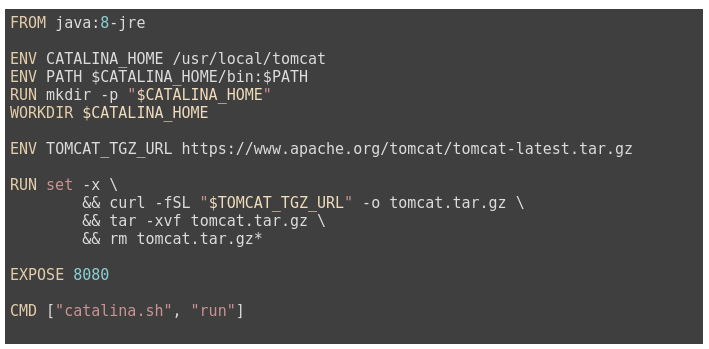 FROM java:8-jre
ENV CATALINA_HOME /usr/local/tomcat
ENV PATH $CATALINA_HOME/bin:$PATH
RUN mkdir -p "$CATALINA_HOME"
WORKDIR $CATALINA_HOME
ENV TOMCAT_TGZ_URL https://www.apache.org/tomcat/tomcat-latest.tar.gz
RUN set -x \
&& curl -fSL "$TOMCAT_TGZ_URL" -o tomcat.tar.gz \
&& tar -xvf tomcat.tar.gz \
&& rm tomcat.tar.gz*
EXPOSE 8080
CMD ["catalina.sh", "run"]